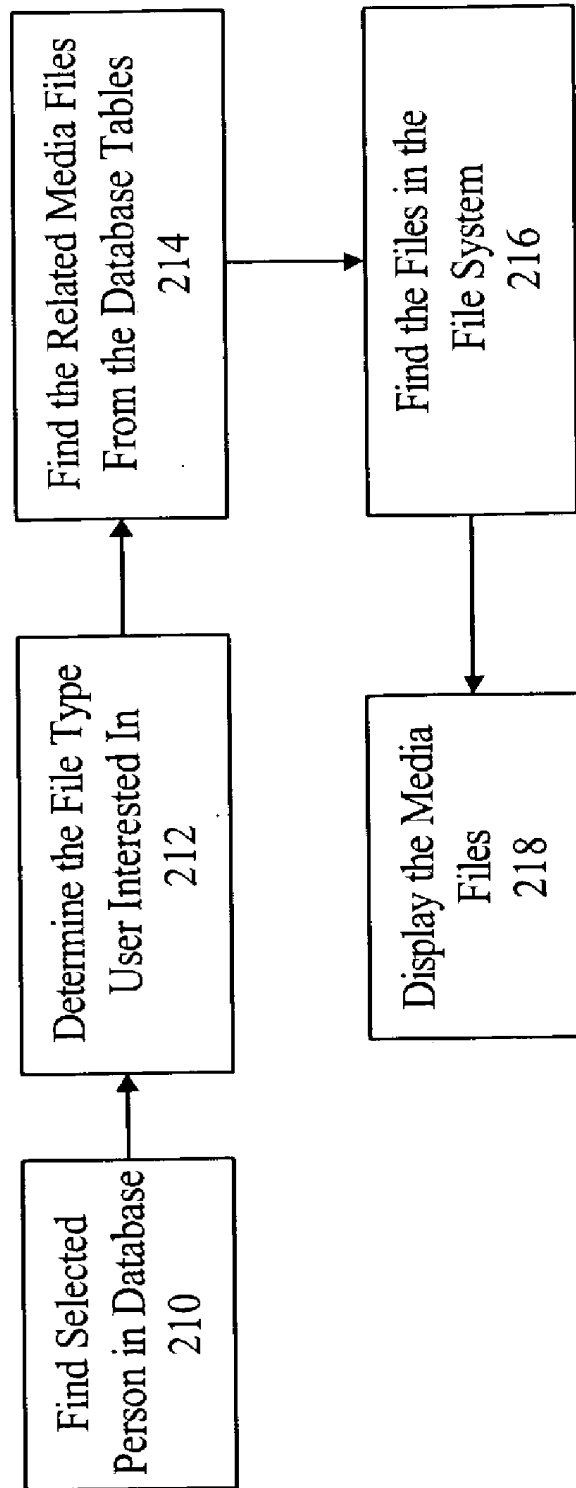 Find Selected
Person in Database
210
Determine the File Type
User Interested In
212
Find the Related Media Files
From the Database Tables
214
Find the Files in the
File System
216
Display the Media
Files
218